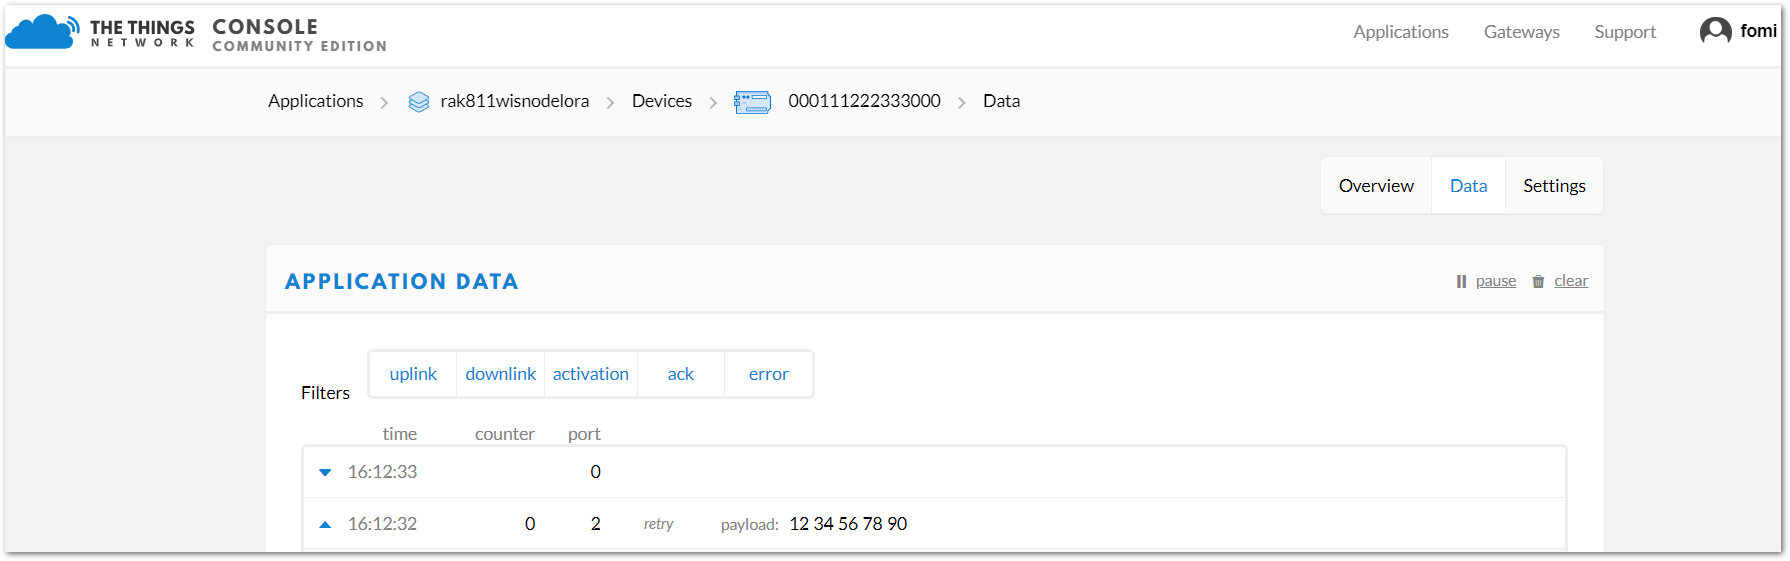 THE THINGS NETWORK CONSOLE COMMUNITY EDITION
Applications Gateways Support fomi
Applications > rak811wisnodelora > Devices > 000111222333000 > Data
Overview Data Settings
APPLICATION DATA pause clear
Filters uplink downlink activation ack error
time counter port
16:12:33 0
16:12:32 0 2 retry payload: 12 34 56 78 90